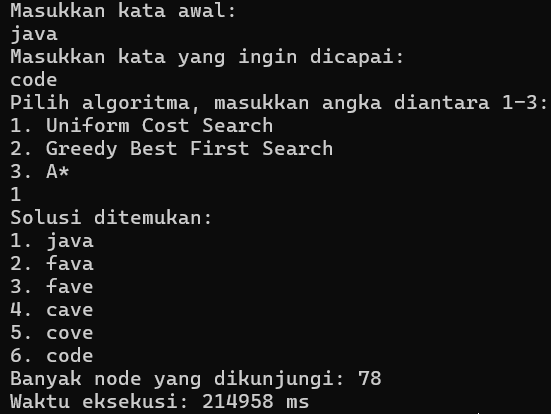 Masukkan kata awal:
java
Masukkan kata yang ingin dicapai:
code
Pilih algoritma, masukkan angka diantara 1-3:
1. Uniform Cost Search
2. Greedy Best First Search
3. A*
1
Solusi ditemukan:
1. java
2. fava
3. fave
4. cave
5. cove
6. code
Banyak node yang dikunjungi: 78
Waktu eksekusi: 214958 ms